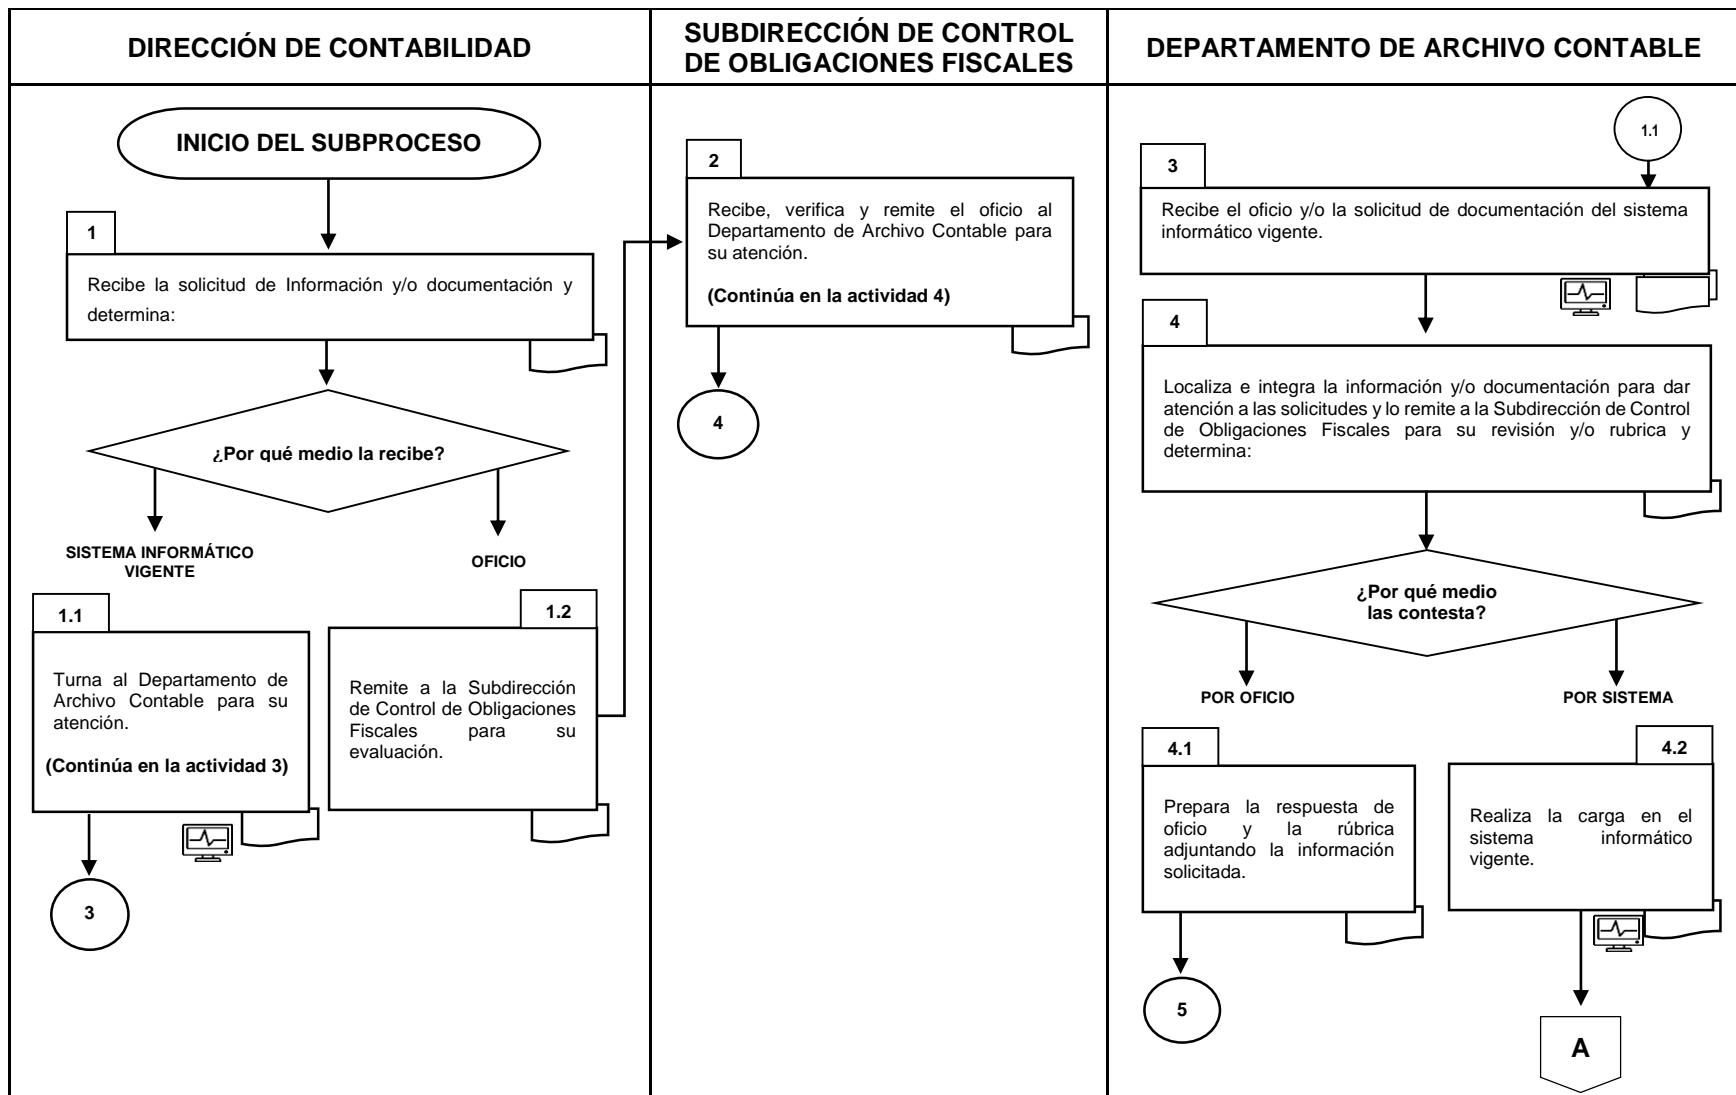 DIRECCIÓN DE CONTABILIDAD
SUBDIRECCIÓN DE CONTROL
DE OBLIGACIONES FISCALES
DEPARTAMENTO DE ARCHIVO CONTABLE
INICIO DEL SUBPROCESO
1
Recibe la solicitud de Información y/o documentación y
determina:
¿Por qué medio la recibe?
SISTEMA INFORMÁTICO
VIGENTE
OFICIO
1.1
Turna al Departamento de
Archivo Contable para su
atención.
(Continúa en la actividad 3)
3
1.2
Remite a la Subdirección
de Control de Obligaciones
Fiscales para su
evaluación.
2
Recibe, verifica y remite el oficio al
Departamento de Archivo Contable para
su atención.
(Continúa en la actividad 4)
4
1.1
3
Recibe el oficio y/o la solicitud de documentación del sistema
informático vigente.
4
Localiza e integra la información y/o documentación para dar
atención a las solicitudes y lo remite a la Subdirección de Control
de Obligaciones Fiscales para su revisión y/o rubrica y
determina:
¿Por qué medio
las contesta?
POR OFICIO
POR SISTEMA
4.1
Prepara la respuesta de
oficio y la rúbrica
adjuntando la información
solicitada.
5
4.2
Realiza la carga en el
sistema informático
vigente.
A